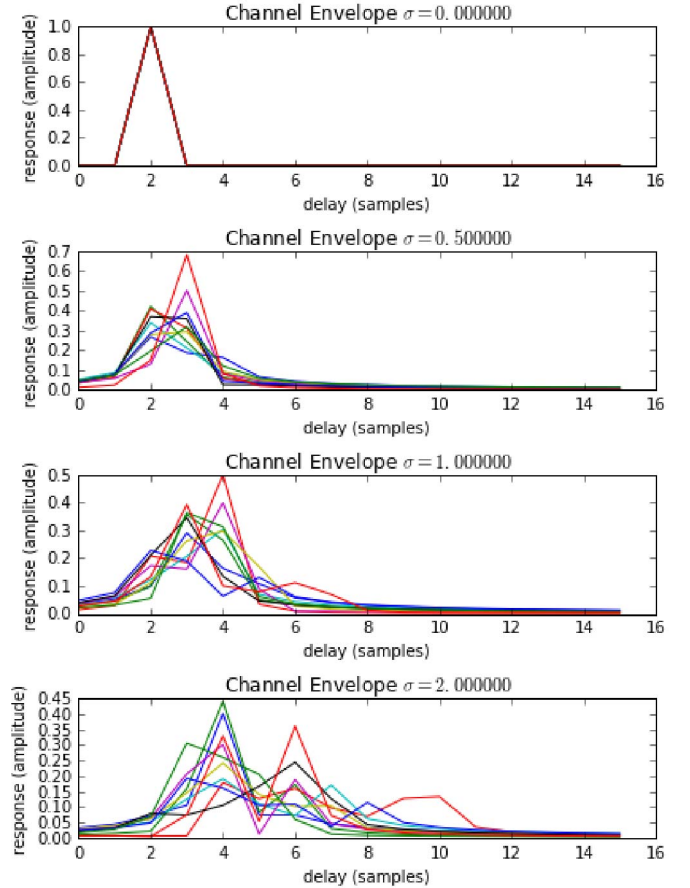 Channel Envelope σ = 0.000000
response (amplitude)
1.0
0.8
0.6
0.4
0.2
0.0
0 2 4 6 8 10 12 14 16
delay (samples)
Channel Envelope σ = 0.500000
response (amplitude)
0.7
0.6
0.5
0.4
0.3
0.2
0.1
0.0
0 2 4 6 8 10 12 14 16
delay (samples)
Channel Envelope σ = 1.000000
response (amplitude)
0.5
0.4
0.3
0.2
0.1
0.0
0 2 4 6 8 10 12 14 16
delay (samples)
Channel Envelope σ = 2.000000
response (amplitude)
0.45
0.40
0.35
0.30
0.25
0.20
0.15
0.10
0.05
0.00
0 2 4 6 8 10 12 14 16
delay (samples)